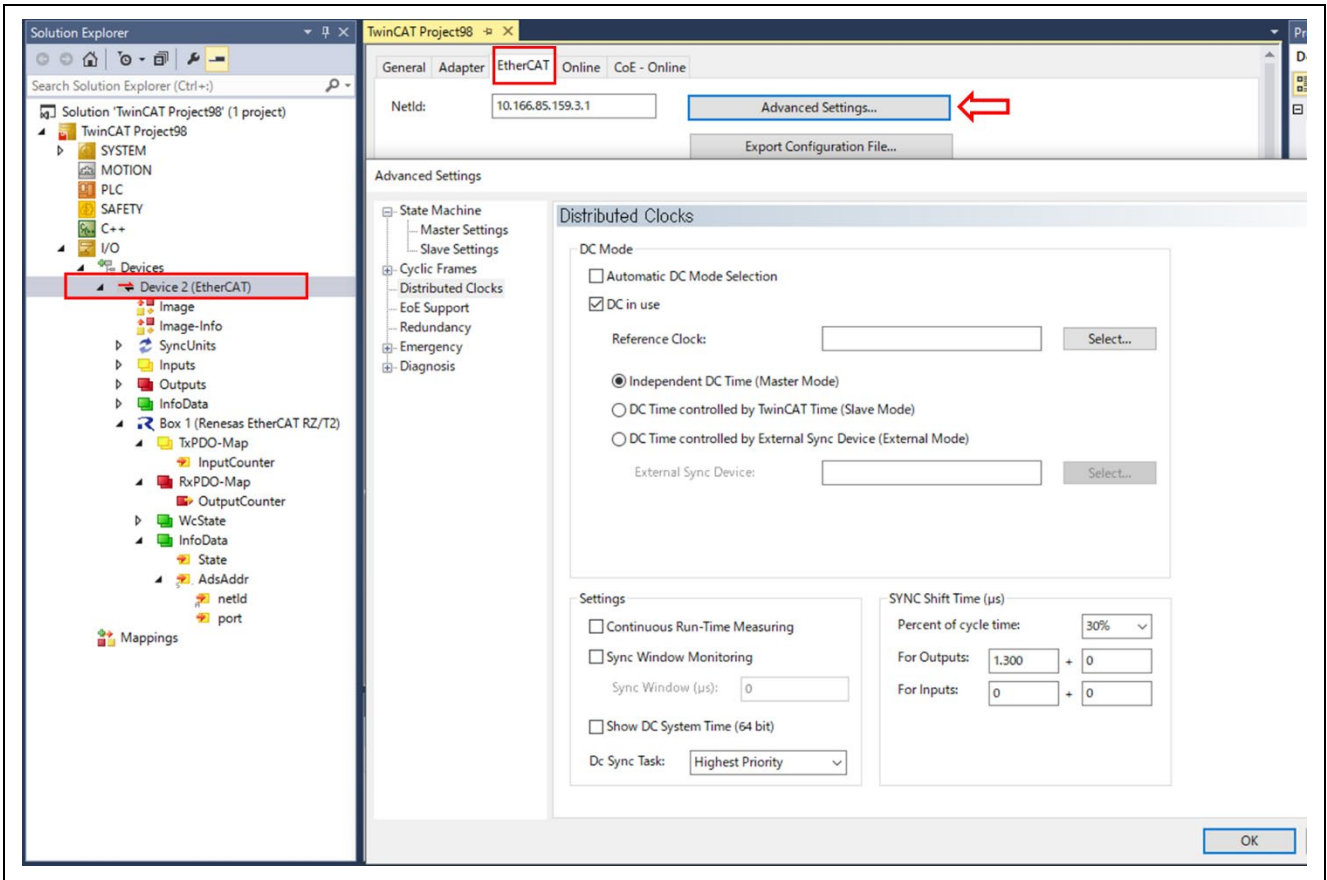 Solution Explorer
Search Solution Explorer (Ctrl+:)
Solution 'TwinCAT Project98' (1 project)
TwinCAT Project98
SYSTEM
MOTION
PLC
SAFETY
C++
I/O
Devices
Device 2 (EtherCAT)
Image
Image-Info
SyncUnits
Inputs
Outputs
InfoData
Box 1 (Renesas EtherCAT RZ/T2)
TxPDO-Map
InputCounter
RxPDO-Map
OutputCounter
WcState
InfoData
State
AdsAddr
netId
port
Mappings
TwinCAT Project98
General Adapter EtherCAT Online CoE - Online
NetId: 10.166.85.159.3.1 Advanced Settings...
Export Configuration File...
Advanced Settings
State Machine
Master Settings
Slave Settings
Cyclic Frames
Distributed Clocks
EoE Support
Redundancy
Emergency
Diagnosis
Distributed Clocks
DC Mode
Automatic DC Mode Selection
DC in use
Reference Clock: Select...
Independent DC Time (Master Mode)
DC Time controlled by TwinCAT Time (Slave Mode)
DC Time controlled by External Sync Device (External Mode)
External Sync Device: Select...
Settings
Continuous Run-Time Measuring
Sync Window Monitoring
Sync Window (µs): 0
Show DC System Time (64 bit)
Dc Sync Task: Highest Priority
SYNC Shift Time (µs)
Percent of cycle time: 30%
For Outputs: 1.300 + 0
For Inputs: 0 + 0
OK